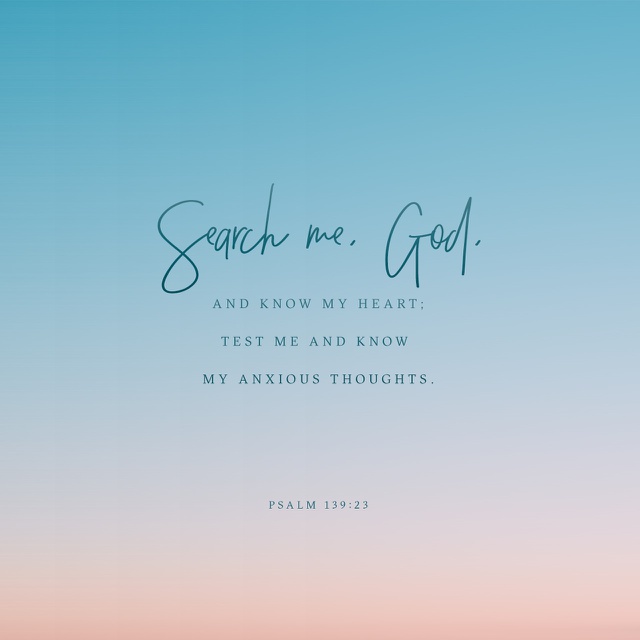 Search me, God,
AND KNOW MY HEART;
TEST ME AND KNOW
MY ANXIOUS THOUGHTS.
PSALM 139:23